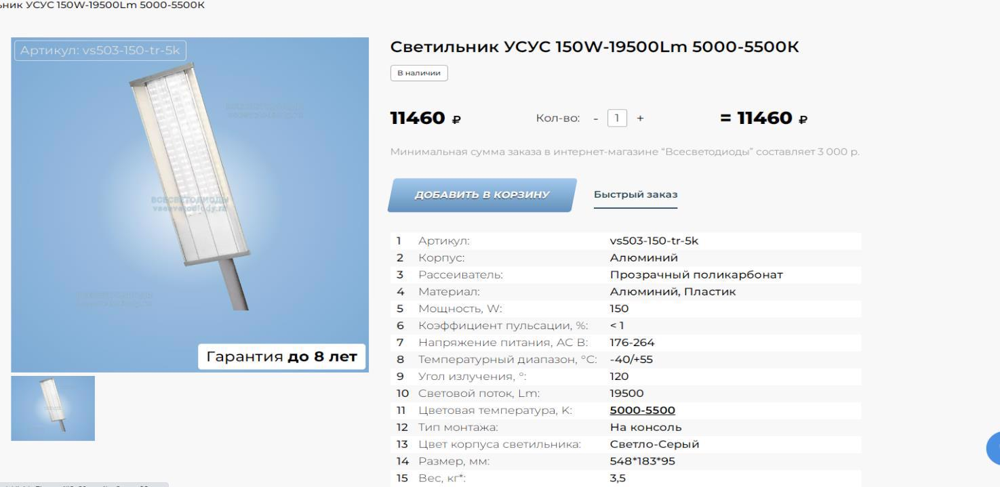 ник УСУС 150W-19500Lm 5000-5500К
Артикул: vs503-150-tr-5k
ВСЕСВЕТОДИОДЫ
vsesvetodiody.ru
Гарантия до 8 лет
Светильник УСУС 150W-19500Lm 5000-5500К
В наличии
11460 ₽
Кол-во: - 1 +
= 11460 ₽
Минимальная сумма заказа в интернет-магазине “Всесветодиоды” составляет 3 000 р.
ДОБАВИТЬ В КОРЗИНУ
Быстрый заказ
1 Артикул: vs503-150-tr-5k
2 Корпус: Алюминий
3 Рассеиватель: Прозрачный поликарбонат
4 Материал: Алюминий, Пластик
5 Мощность, W: 150
6 Коэффициент пульсации, %: < 1
7 Напряжение питания, AC В: 176-264
8 Температурный диапазон, °C: -40/+55
9 Угол излучения, °: 120
10 Световой поток, Lm: 19500
11 Цветовая температура, К: 5000-5500
12 Тип монтажа: На консоль
13 Цвет корпуса светильника: Светло-Серый
14 Размер, мм: 548*183*95
15 Вес, кг*: 3,5